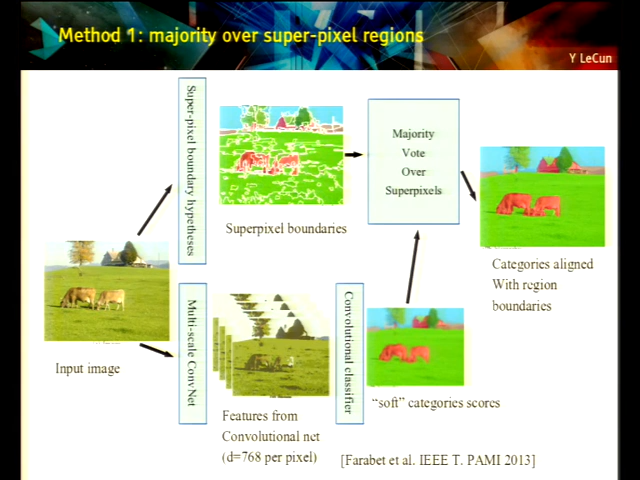 Method 1: majority over super-pixel regions
Y LeCun
Super-pixel boundary hypetheses
Superpixel boundaries
Majority
Vote
Over
Superpixels
Categories aligned
With region
boundaries
Input image
Multi-scale ConvNet
Features from
Convolutional net
(d=768 per pixel)
Convolutional classifier
"soft" categories scores
[Farabet et al. IEEE T. PAMI 2013]